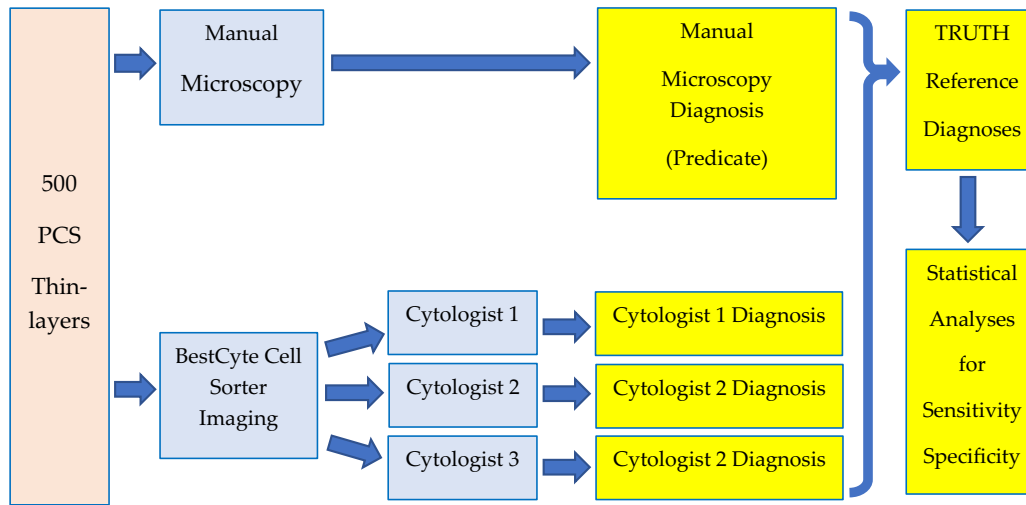 500
PCS
Thin-
layers
Manual
Microscopy
Manual
Microscopy
Diagnosis
(Predicate)
TRUTH
Reference
Diagnoses
BestCyte Cell
Sorter
Imaging
Cytologist 1
Cytologist 1 Diagnosis
Cytologist 2
Cytologist 2 Diagnosis
Cytologist 3
Cytologist 2 Diagnosis
Statistical
Analyses
for
Sensitivity
Specificity